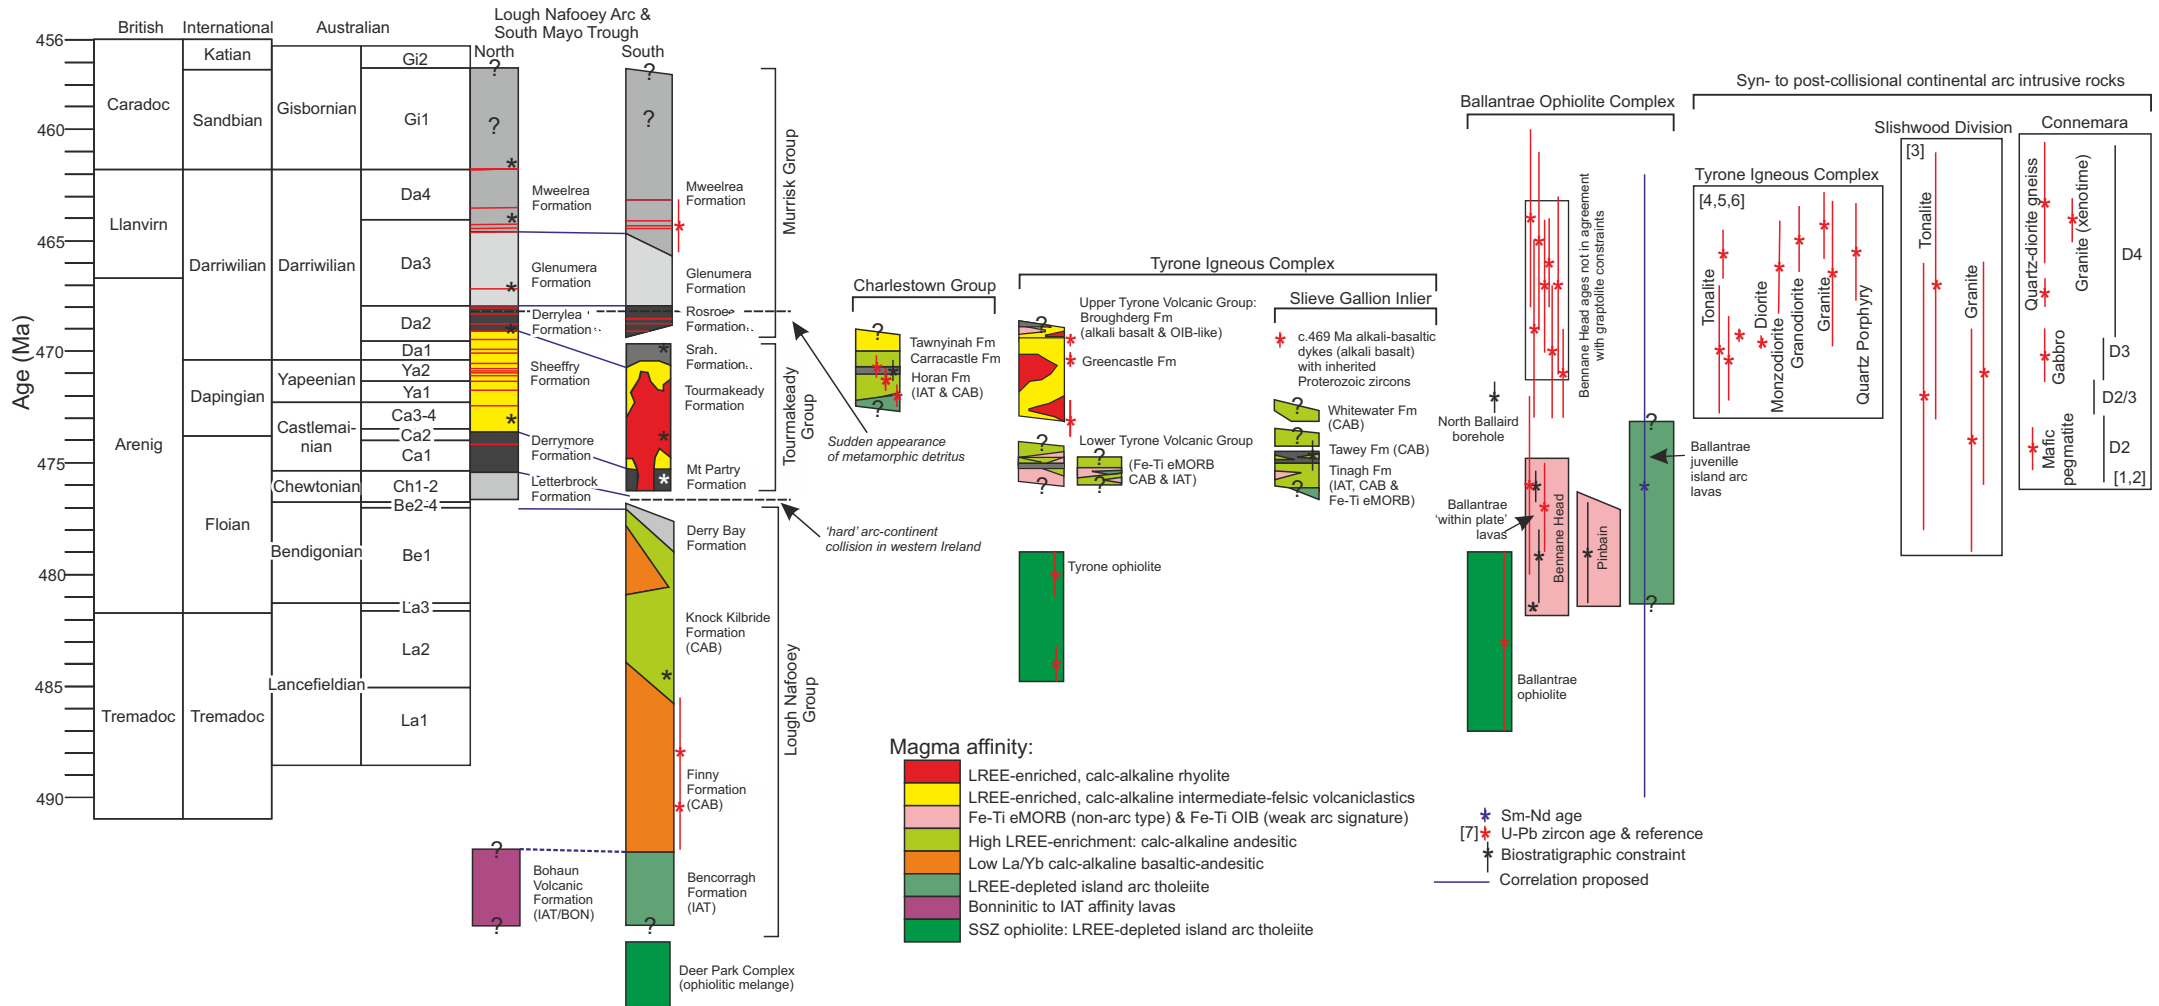 British
International
Australian
Lough Nafooey Arc &
South Mayo Trough
North
South
Age (Ma)
456
460
465
470
475
480
485
490
Caradoc
Llanvirn
Arenig
Tremadoc
Katian
Sandbian
Darriwilian
Dapingian
Floian
Tremadoc
Gisbornian
Darriwilian
Yapeenian
Castlemai-
nian
Chewtonian
Bendigonian
Lancefieldian
Gi2
Gi1
Da4
Da3
Da2
Da1
Ya2
Ya1
Ca3-4
Ca2
Ca1
Ch1-2
Be2-4
Be1
La3
La2
La1
?
?
?
?
Mweelrea
Formation
Glenumera
Formation
Derrylea
Formation
Sheeffry
Formation
Derrymore
Formation
Letterbrock
Formation
?
Bohaun
Volcanic
Formation
(IAT/BON)
?
Mweelrea
Formation
Glenumera
Formation
Rosroe
Formation
Srah
Formation
Tourmakeady
Formation
Mt Partry
Formation
Derry Bay
Formation
Knock Kilbride
Formation
(CAB)
Finny
Formation
(CAB)
Bencorragh
Formation
(IAT)
?
Deer Park Complex
(ophiolitic melange)
Murrisk Group
Tourmakeady
Group
Lough Nafooey
Group
Sudden appearance
of metamorphic detritus
'hard' arc-continent
collision in western Ireland
Charlestown Group
?
Tawnyinah Fm
Carracastle Fm
Horan Fm
(IAT & CAB)
?
Tyrone Igneous Complex
?
Upper Tyrone Volcanic Group:
Broughderg Fm
(alkali basalt & OIB-like)
Greencastle Fm
?
Lower Tyrone Volcanic Group
?
(Fe-Ti eMORB
CAB & IAT)
?
?
Tyrone ophiolite
Slieve Gallion Inlier
c.469 Ma alkali-basaltic
dykes (alkali basalt)
with inherited
Proterozoic zircons
?
Whitewater Fm
(CAB)
?
Tawey Fm (CAB)
Tinagh Fm
(IAT, CAB &
Fe-Ti eMORB)
?
Ballantrae Ophiolite Complex
Bennane Head ages not in agreement
with graptolite constraints
North Ballaird
borehole
Ballantrae
'within plate'
lavas
Bennane Head
Pinbain
?
?
Ballantrae
juvenille
island arc
lavas
Ballantrae
ophiolite
Syn- to post-collisional continental arc intrusive rocks
Tyrone Igneous Complex
[4,5,6]
Tonalite
Diorite
Monzodiorite
Granodiorite
Granite
Quartz Porphyry
Slishwood Division
[3]
Tonalite
Granite
Connemara
Quartz-diorite gneiss
Granite (xenotime)
Gabbro
Mafic
pegmatite
D4
D3
D2/3
D2
[1,2]
Magma affinity:
LREE-enriched, calc-alkaline rhyolite
LREE-enriched, calc-alkaline intermediate-felsic volcaniclastics
Fe-Ti eMORB (non-arc type) & Fe-Ti OIB (weak arc signature)
High LREE-enrichment: calc-alkaline andesitic
Low La/Yb calc-alkaline basaltic-andesitic
LREE-depleted island arc tholeiite
Bonninitic to IAT affinity lavas
SSZ ophiolite: LREE-depleted island arc tholeiite
Sm-Nd age
[7] U-Pb zircon age & reference
Biostratigraphic constraint
Correlation proposed